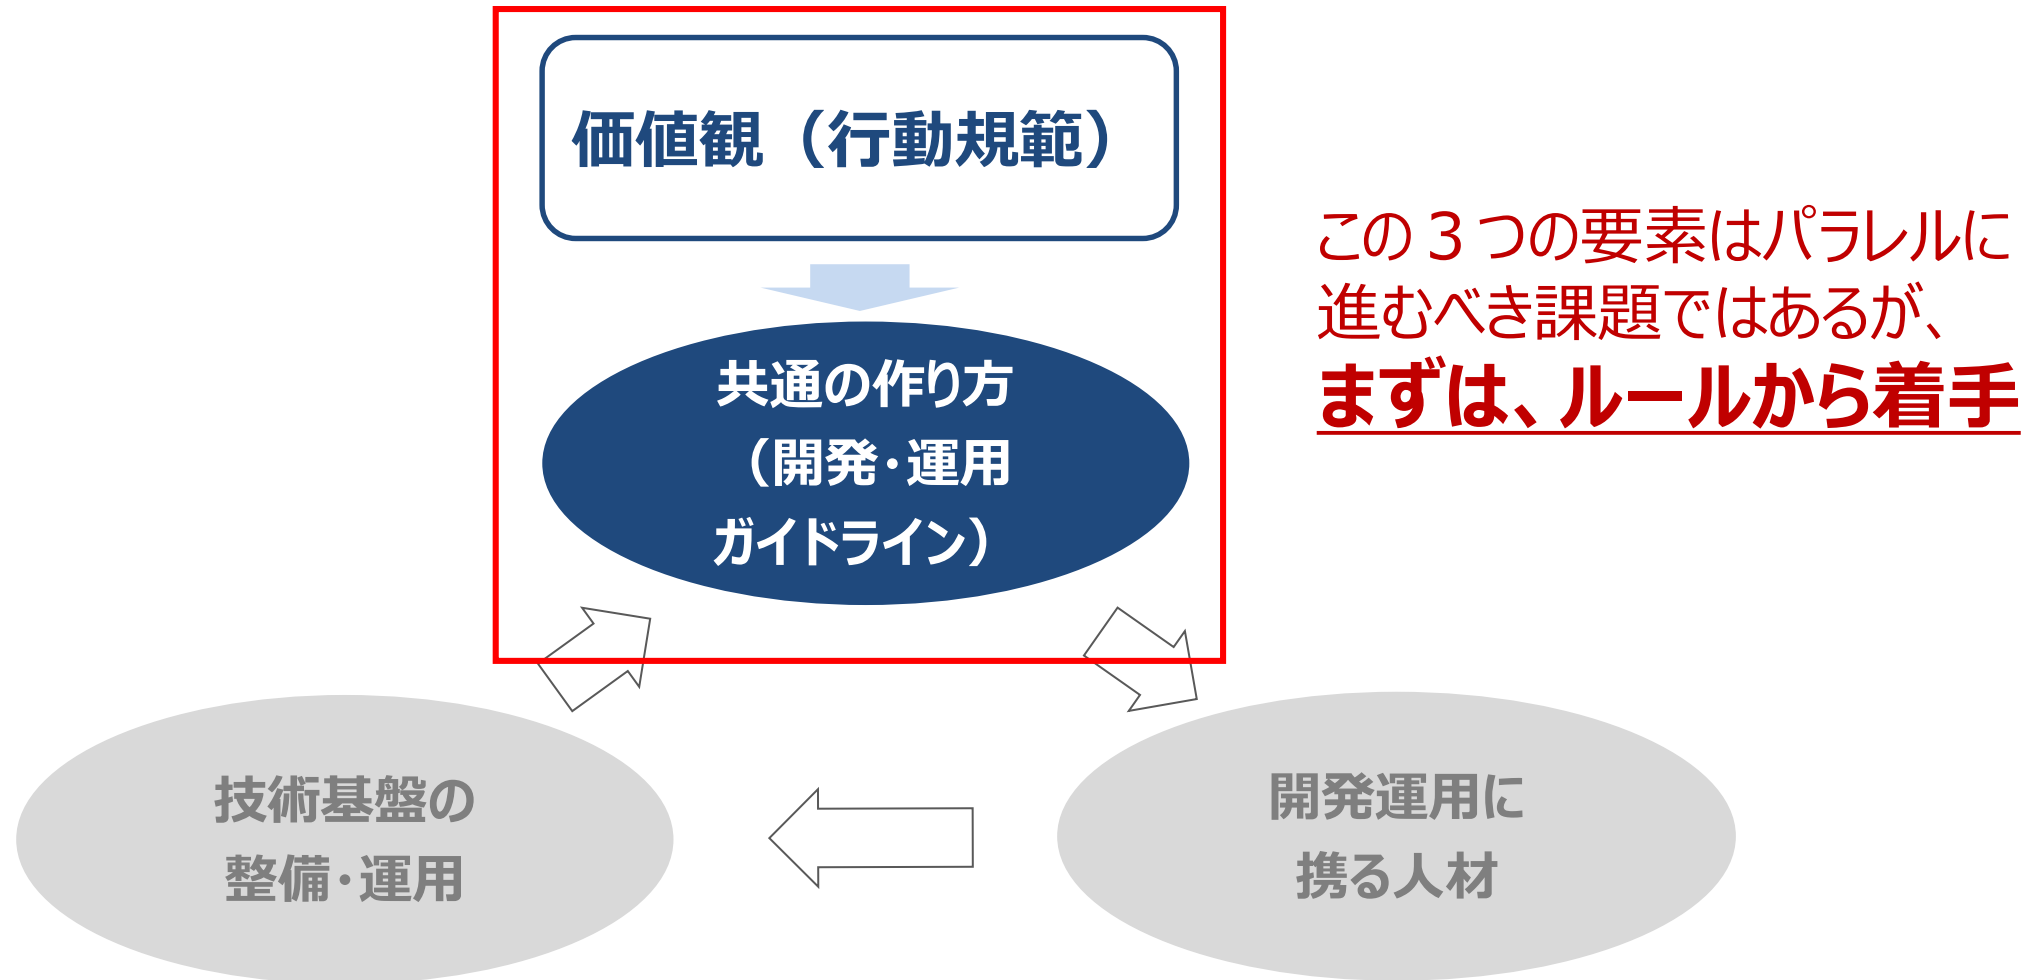 価値観（行動規範）
共通の作り方
（開発・運用
ガイドライン）
この３つの要素はパラレルに
進むべき課題ではあるが、
まずは、ルールから着手
技術基盤の
整備・運用
開発運用に
携る人材